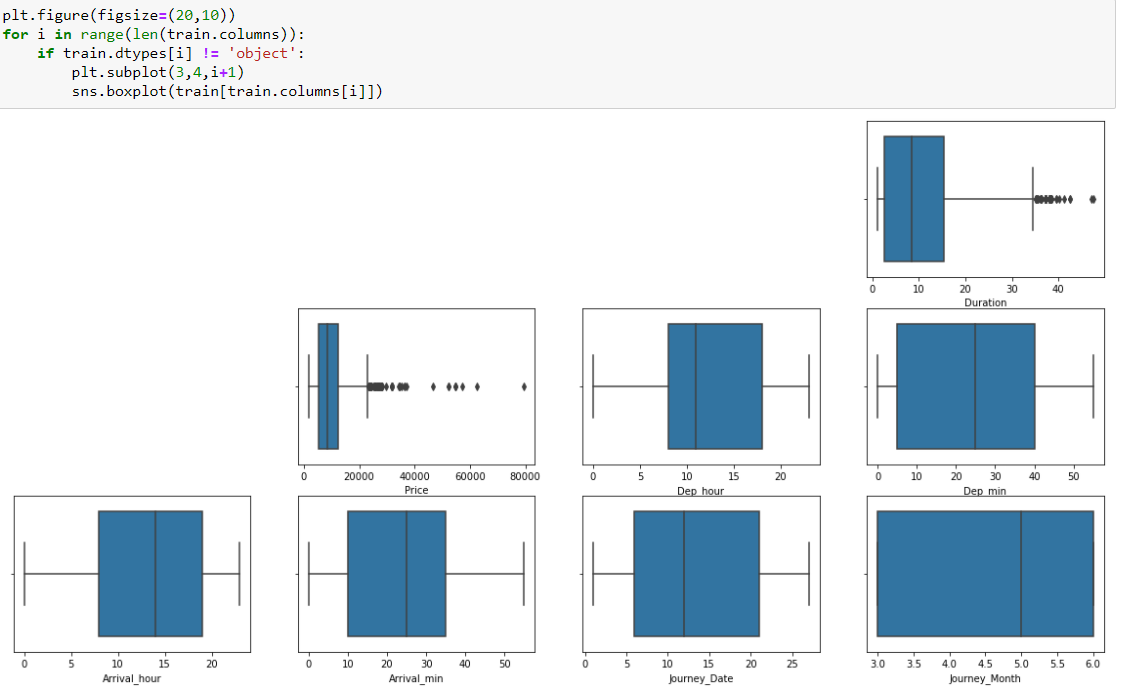 plt.figure(figsize=(20,10))
for i in range(len(train.columns)):
    if train.dtypes[i] != 'object':
        plt.subplot(3,4,i+1)
        sns.boxplot(train[train.columns[i]])
0 10 20 30 40
Duration
0 20000 40000 60000 80000
Price
0 5 10 15 20
Dep_hour
0 10 20 30 40 50
Dep_min
0 5 10 15 20
Arrival_hour
0 10 20 30 40 50
Arrival_min
0 5 10 15 20 25
Journey_Date
3.0 3.5 4.0 4.5 5.0 5.5 6.0
Journey_Month